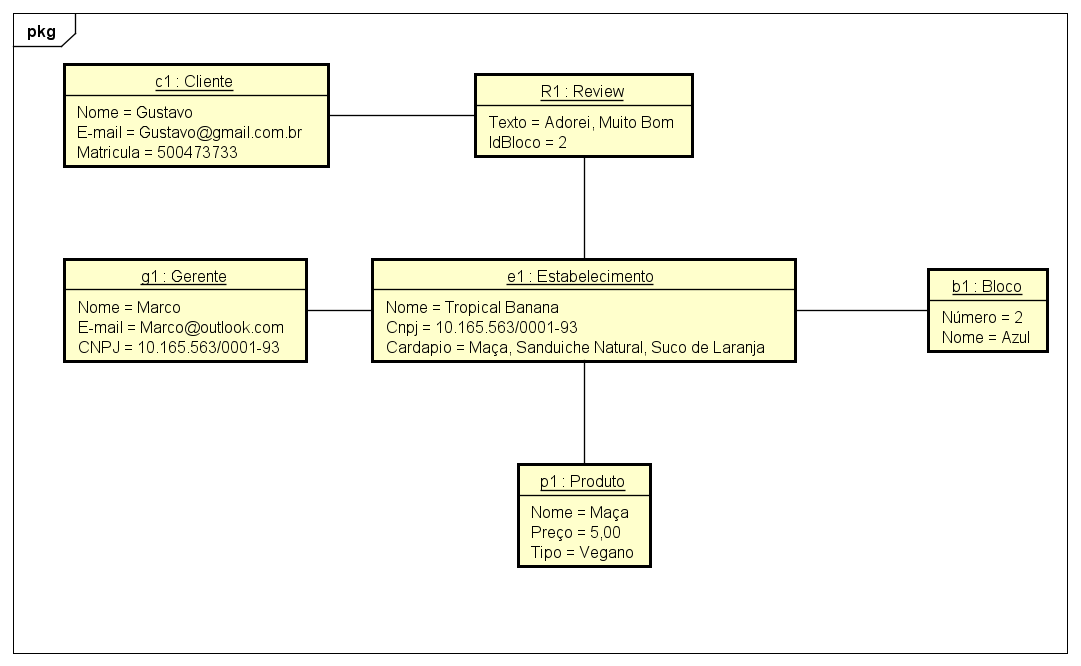 pkg
c1 : Cliente
Nome = Gustavo
E-mail = Gustavo@gmail.com.br
Matricula = 500473733
R1 : Review
Texto = Adorei, Muito Bom
IdBloco = 2
g1 : Gerente
Nome = Marco
E-mail = Marco@outlook.com
CNPJ = 10.165.563/0001-93
e1 : Estabelecimento
Nome = Tropical Banana
Cnpj = 10.165.563/0001-93
Cardapio = Maça, Sanduiche Natural, Suco de Laranja
b1 : Bloco
Número = 2
Nome = Azul
p1 : Produto
Nome = Maça
Preço = 5,00
Tipo = Vegano